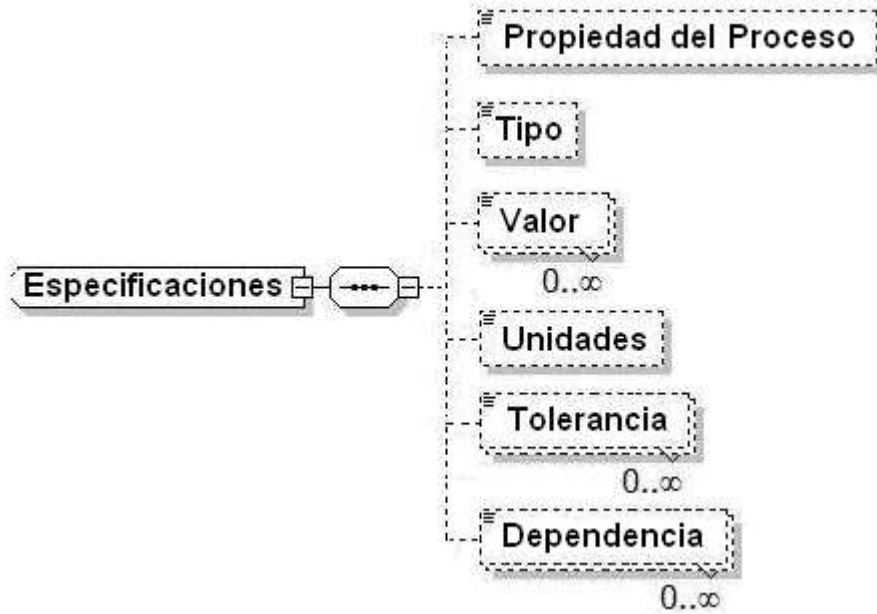 Propiedad del Proceso
Tipo
Valor
0..∞
Especificaciones
Unidades
Tolerancia
0..∞
Dependencia
0..∞